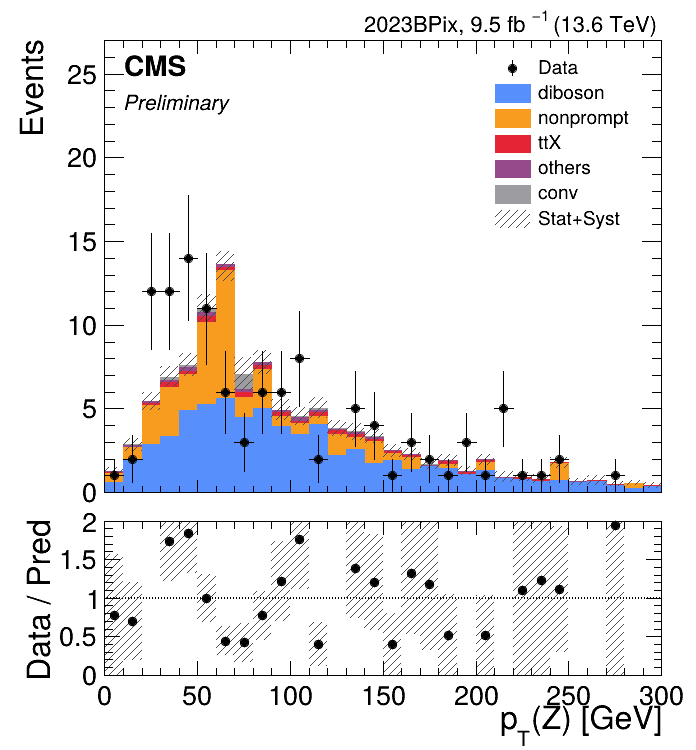 2023BPix, 9.5 fb⁻¹ (13.6 TeV)
CMS
Preliminary
Events
25
20
15
10
5
0
Data
diboson
nonprompt
ttX
others
conv
Stat+Syst
Data / Pred
2
1.5
1
0.5
0
0 50 100 150 200 250 300
p_T(Z) [GeV]